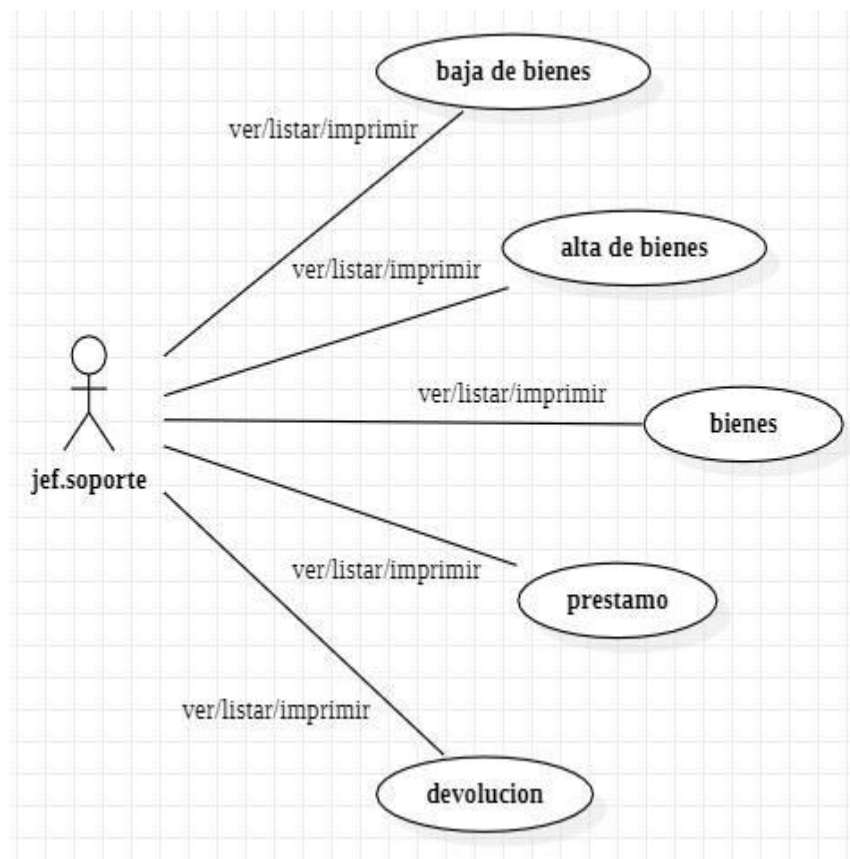 baja de bienes
ver/listar/imprimir
alta de bienes
ver/listar/imprimir
ver/listar/imprimir
bienes
jef.soporte
ver/listar/imprimir
prestamo
ver/listar/imprimir
devolucion